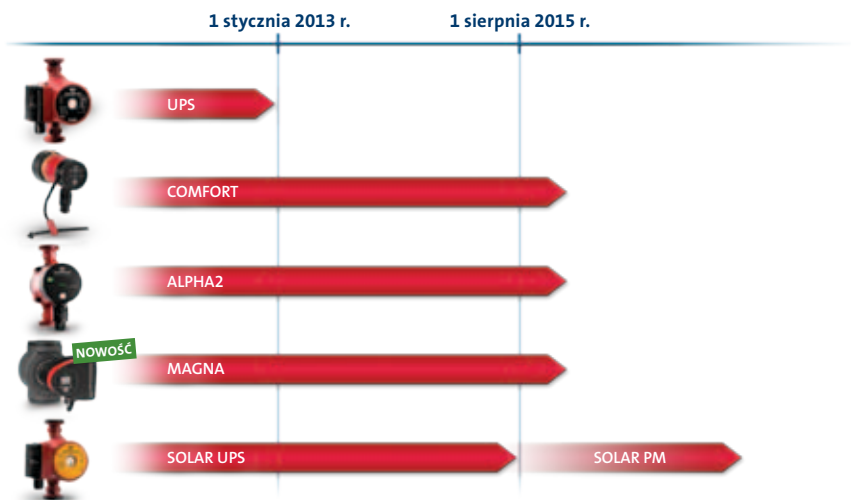 1 stycznia 2013 r.
1 sierpnia 2015 r.
UPS
COMFORT
ALPHA2
NOWOŚĆ
MAGNA
SOLAR UPS
SOLAR PM